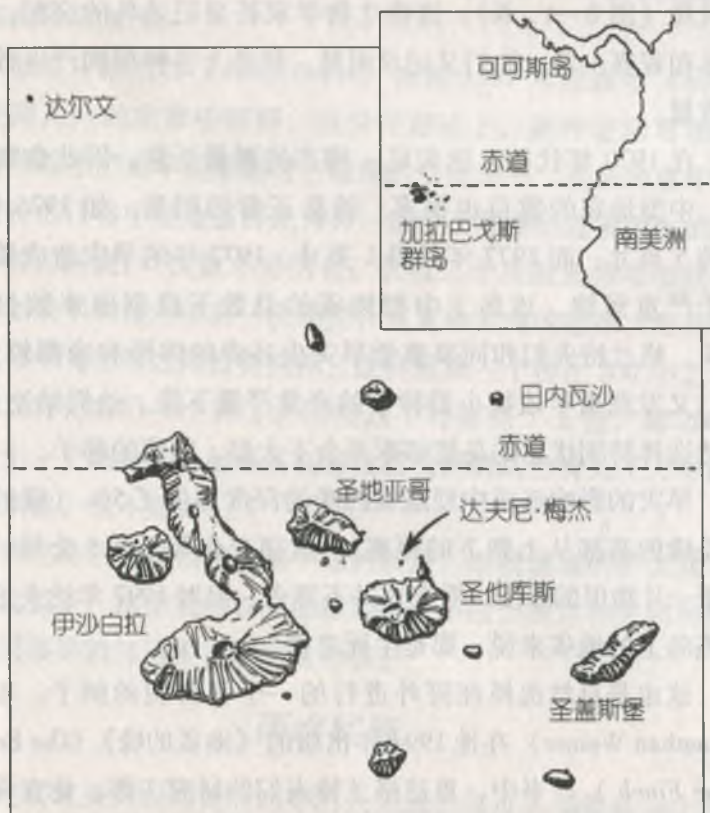 可可斯岛
达尔文
赤道
加拉巴戈斯
群岛
南美洲
日内瓦沙
赤道
圣地亚哥
达夫尼·梅杰
圣他库斯
伊沙白拉
圣盖斯堡